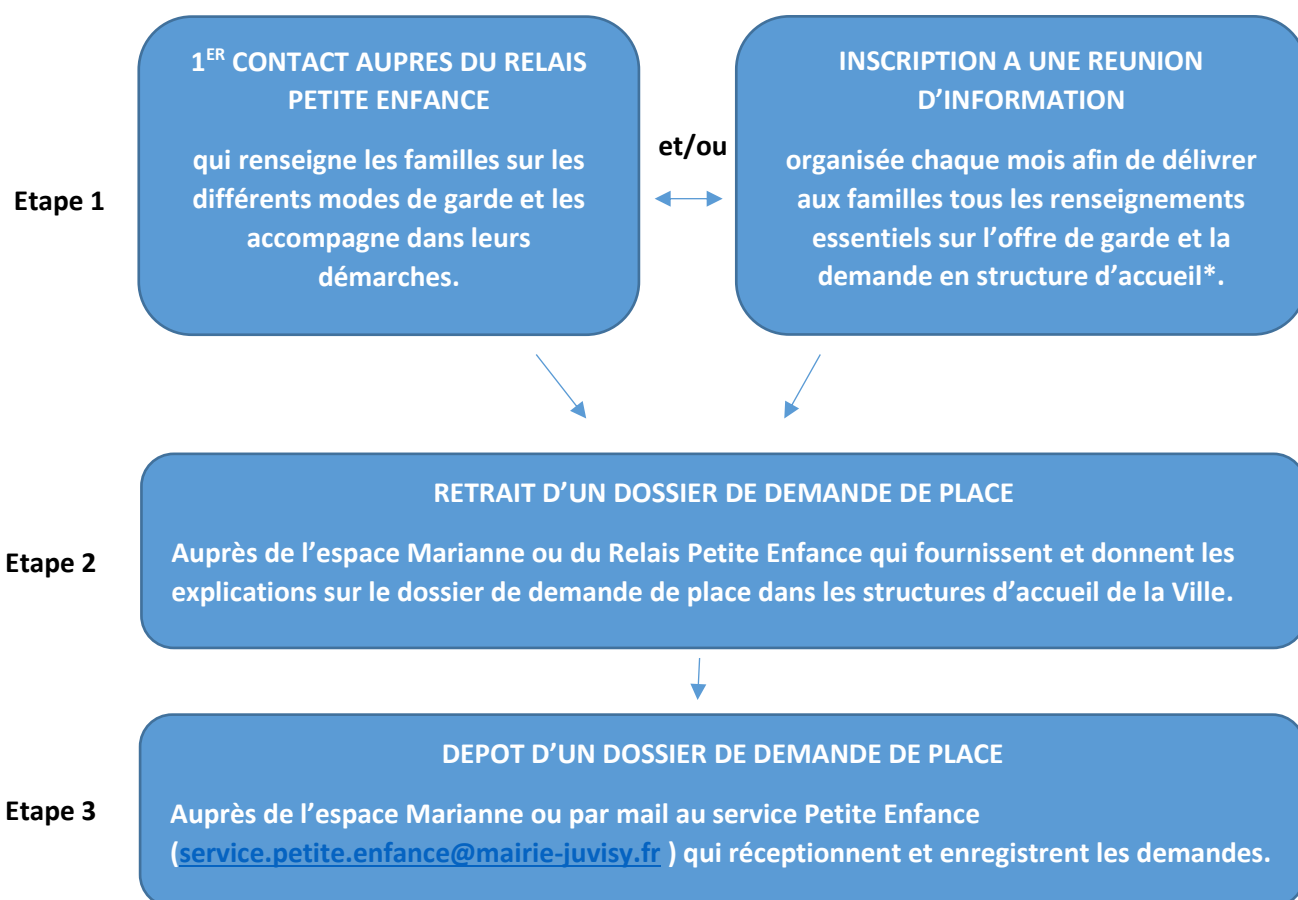 1ER CONTACT AUPRES DU RELAIS
PETITE ENFANCE
qui renseigne les familles sur les
différents modes de garde et les
accompagne dans leurs
démarches.
et/ou
INSCRIPTION A UNE REUNION
D’INFORMATION
organisée chaque mois afin de délivrer
aux familles tous les renseignements
essentiels sur l’offre de garde et la
demande en structure d’accueil*.
Etape 1
RETRAIT D’UN DOSSIER DE DEMANDE DE PLACE
Auprès de l’espace Marianne ou du Relais Petite Enfance qui fournissent et donnent les
explications sur le dossier de demande de place dans les structures d’accueil de la Ville.
Etape 2
DEPOT D’UN DOSSIER DE DEMANDE DE PLACE
Auprès de l’espace Marianne ou par mail au service Petite Enfance
(service.petite.enfance@mairie-juvisy.fr ) qui réceptionnent et enregistrent les demandes.
Etape 3